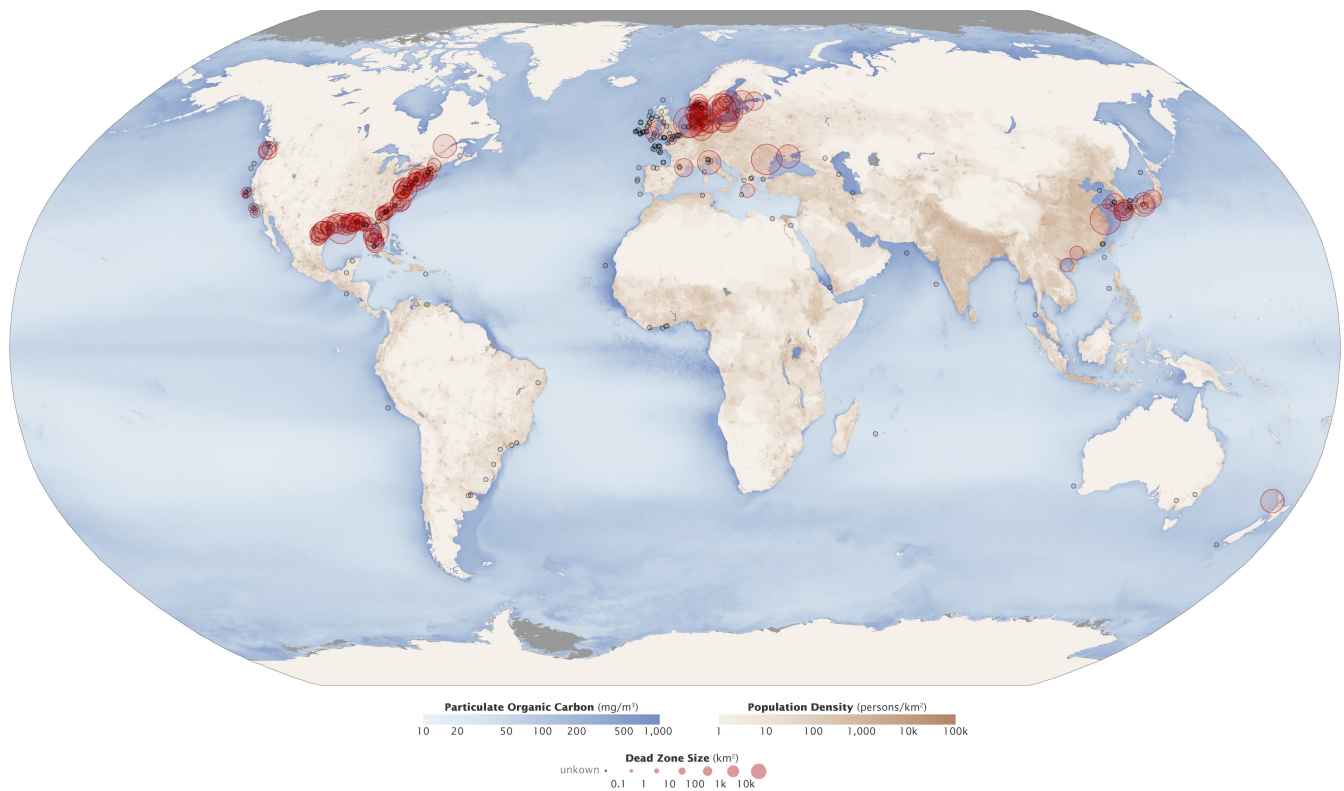 Particulate Organic Carbon (mg/m³)
10 20 50 100 200 500 1,000
Population Density (persons/km²)
1 10 100 1,000 10k 100k
Dead Zone Size (km²)
unkown
0.1 1 10 100 1k 10k